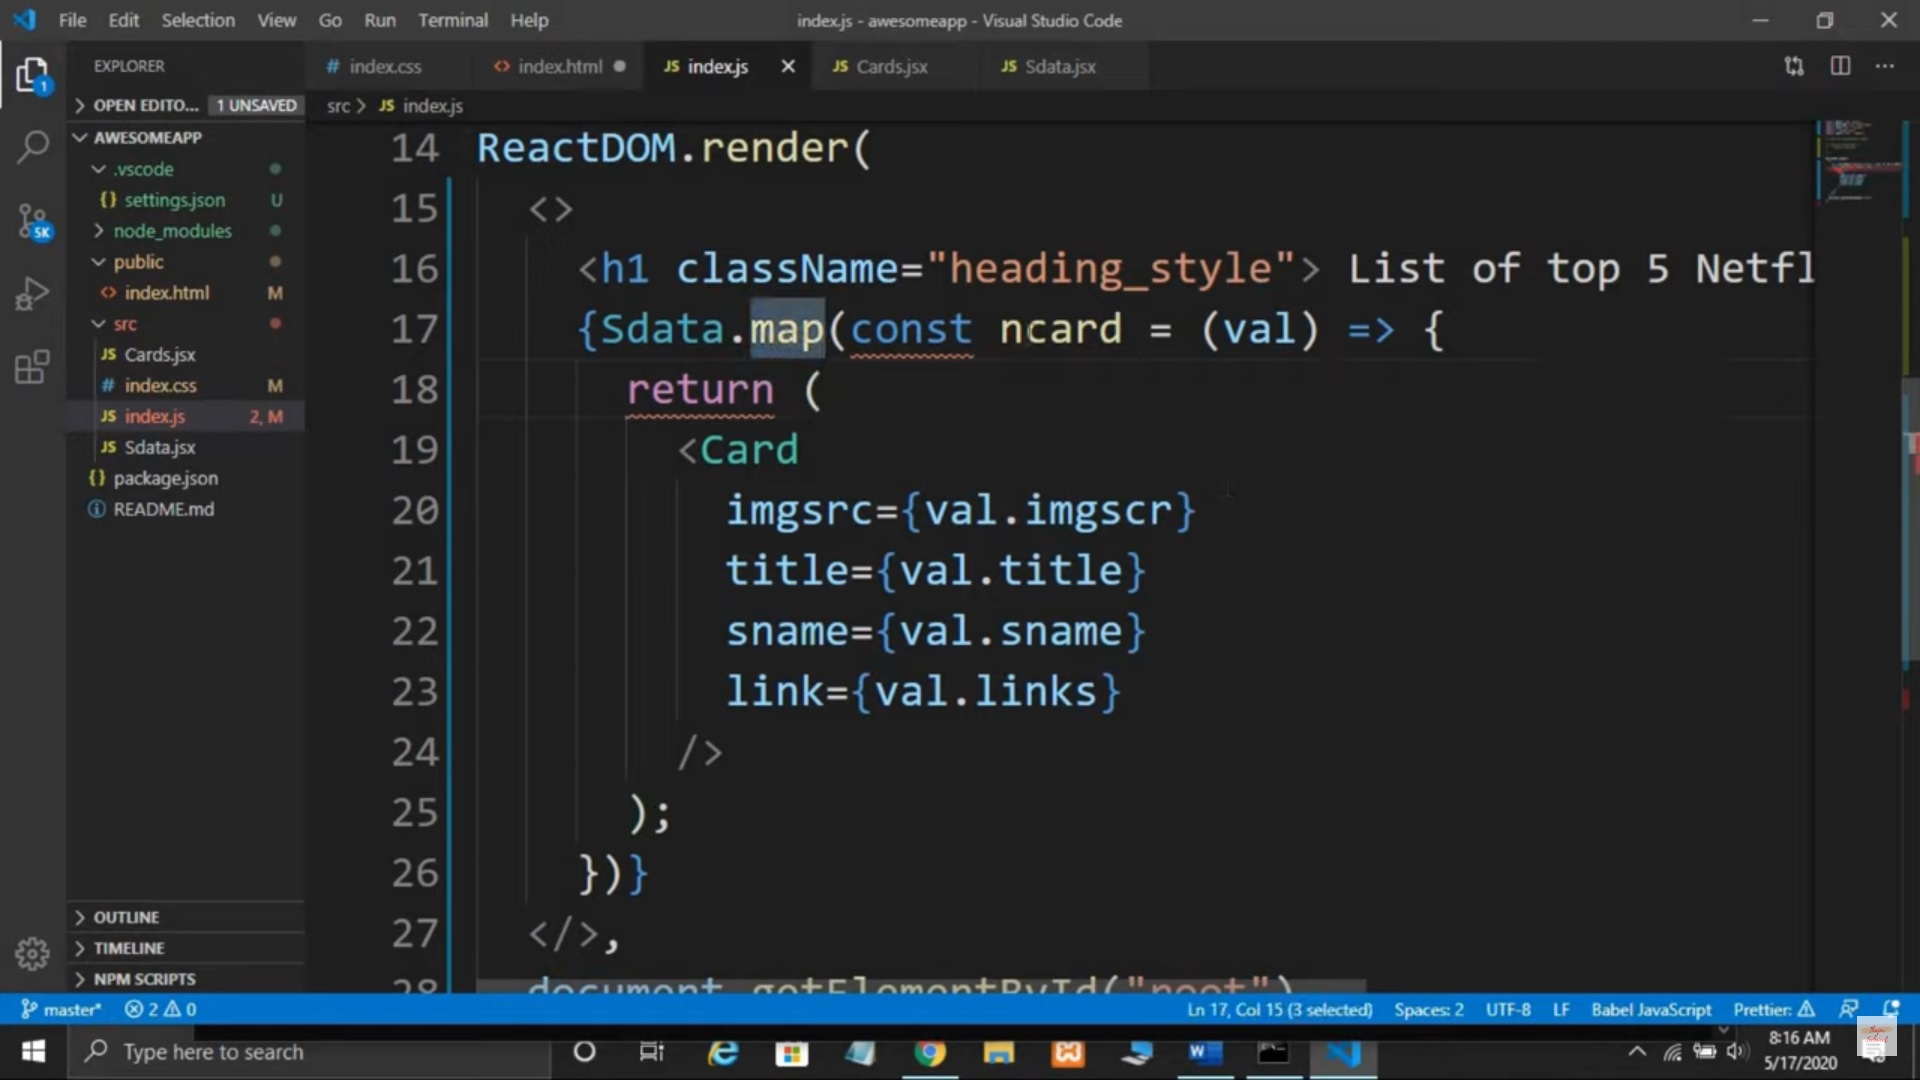 File Edit Selection View Go Run Terminal Help
index.js - awesomeapp - Visual Studio Code
EXPLORER
OPEN EDITO... 1 UNSAVED
AWESOMEAPP
.vscode
{} settings.json U
node_modules
public
<> index.html M
src
JS Cards.jsx
# index.css M
JS index.js 2, M
JS Sdata.jsx
{} package.json
README.md
OUTLINE
TIMELINE
NPM SCRIPTS
# index.css <> index.html JS index.js JS Cards.jsx JS Sdata.jsx
src > JS index.js
14 ReactDOM.render(
15 <>
16 <h1 className="heading_style"> List of top 5 Netfl
17 {Sdata.map(const ncard = (val) => {
18 return (
19 <Card
20 imgsrc={val.imgscr}
21 title={val.title}
22 sname={val.sname}
23 link={val.links}
24 />
25 );
26 })}
27 </>,
28 document.getElementById("root")
master* 2 0 Ln 17, Col 15 (3 selected) Spaces: 2 UTF-8 LF Babel JavaScript Prettier:
1
5K
Type here to search
8:16 AM
5/17/2020